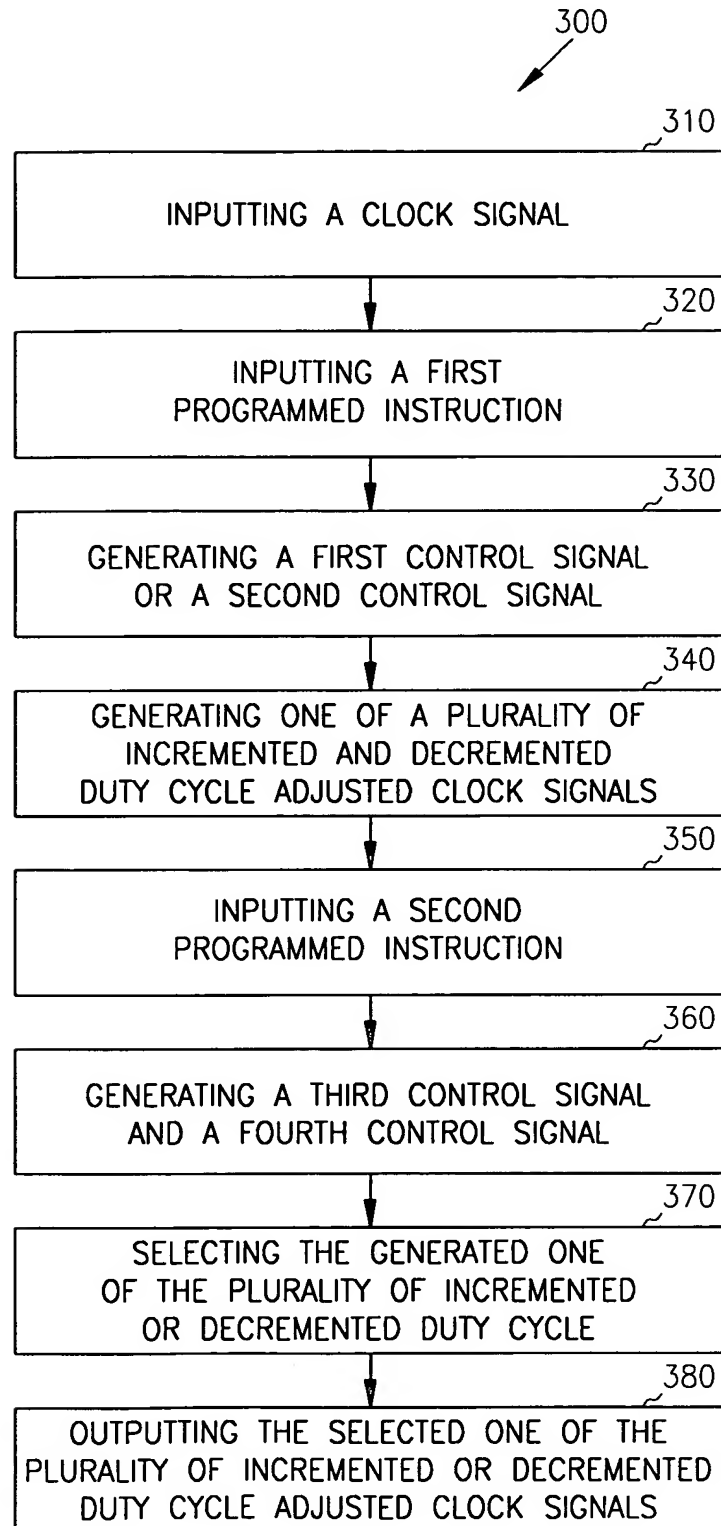 300
310
INPUTTING A CLOCK SIGNAL
320
INPUTTING A FIRST
PROGRAMMED INSTRUCTION
330
GENERATING A FIRST CONTROL SIGNAL
OR A SECOND CONTROL SIGNAL
340
GENERATING ONE OF A PLURALITY OF
INCREMENTED AND DECREMENTED
DUTY CYCLE ADJUSTED CLOCK SIGNALS
350
INPUTTING A SECOND
PROGRAMMED INSTRUCTION
360
GENERATING A THIRD CONTROL SIGNAL
AND A FOURTH CONTROL SIGNAL
370
SELECTING THE GENERATED ONE
OF THE PLURALITY OF INCREMENTED
OR DECREMENTED DUTY CYCLE
380
OUTPUTTING THE SELECTED ONE OF THE
PLURALITY OF INCREMENTED OR DECREMENTED
DUTY CYCLE ADJUSTED CLOCK SIGNALS